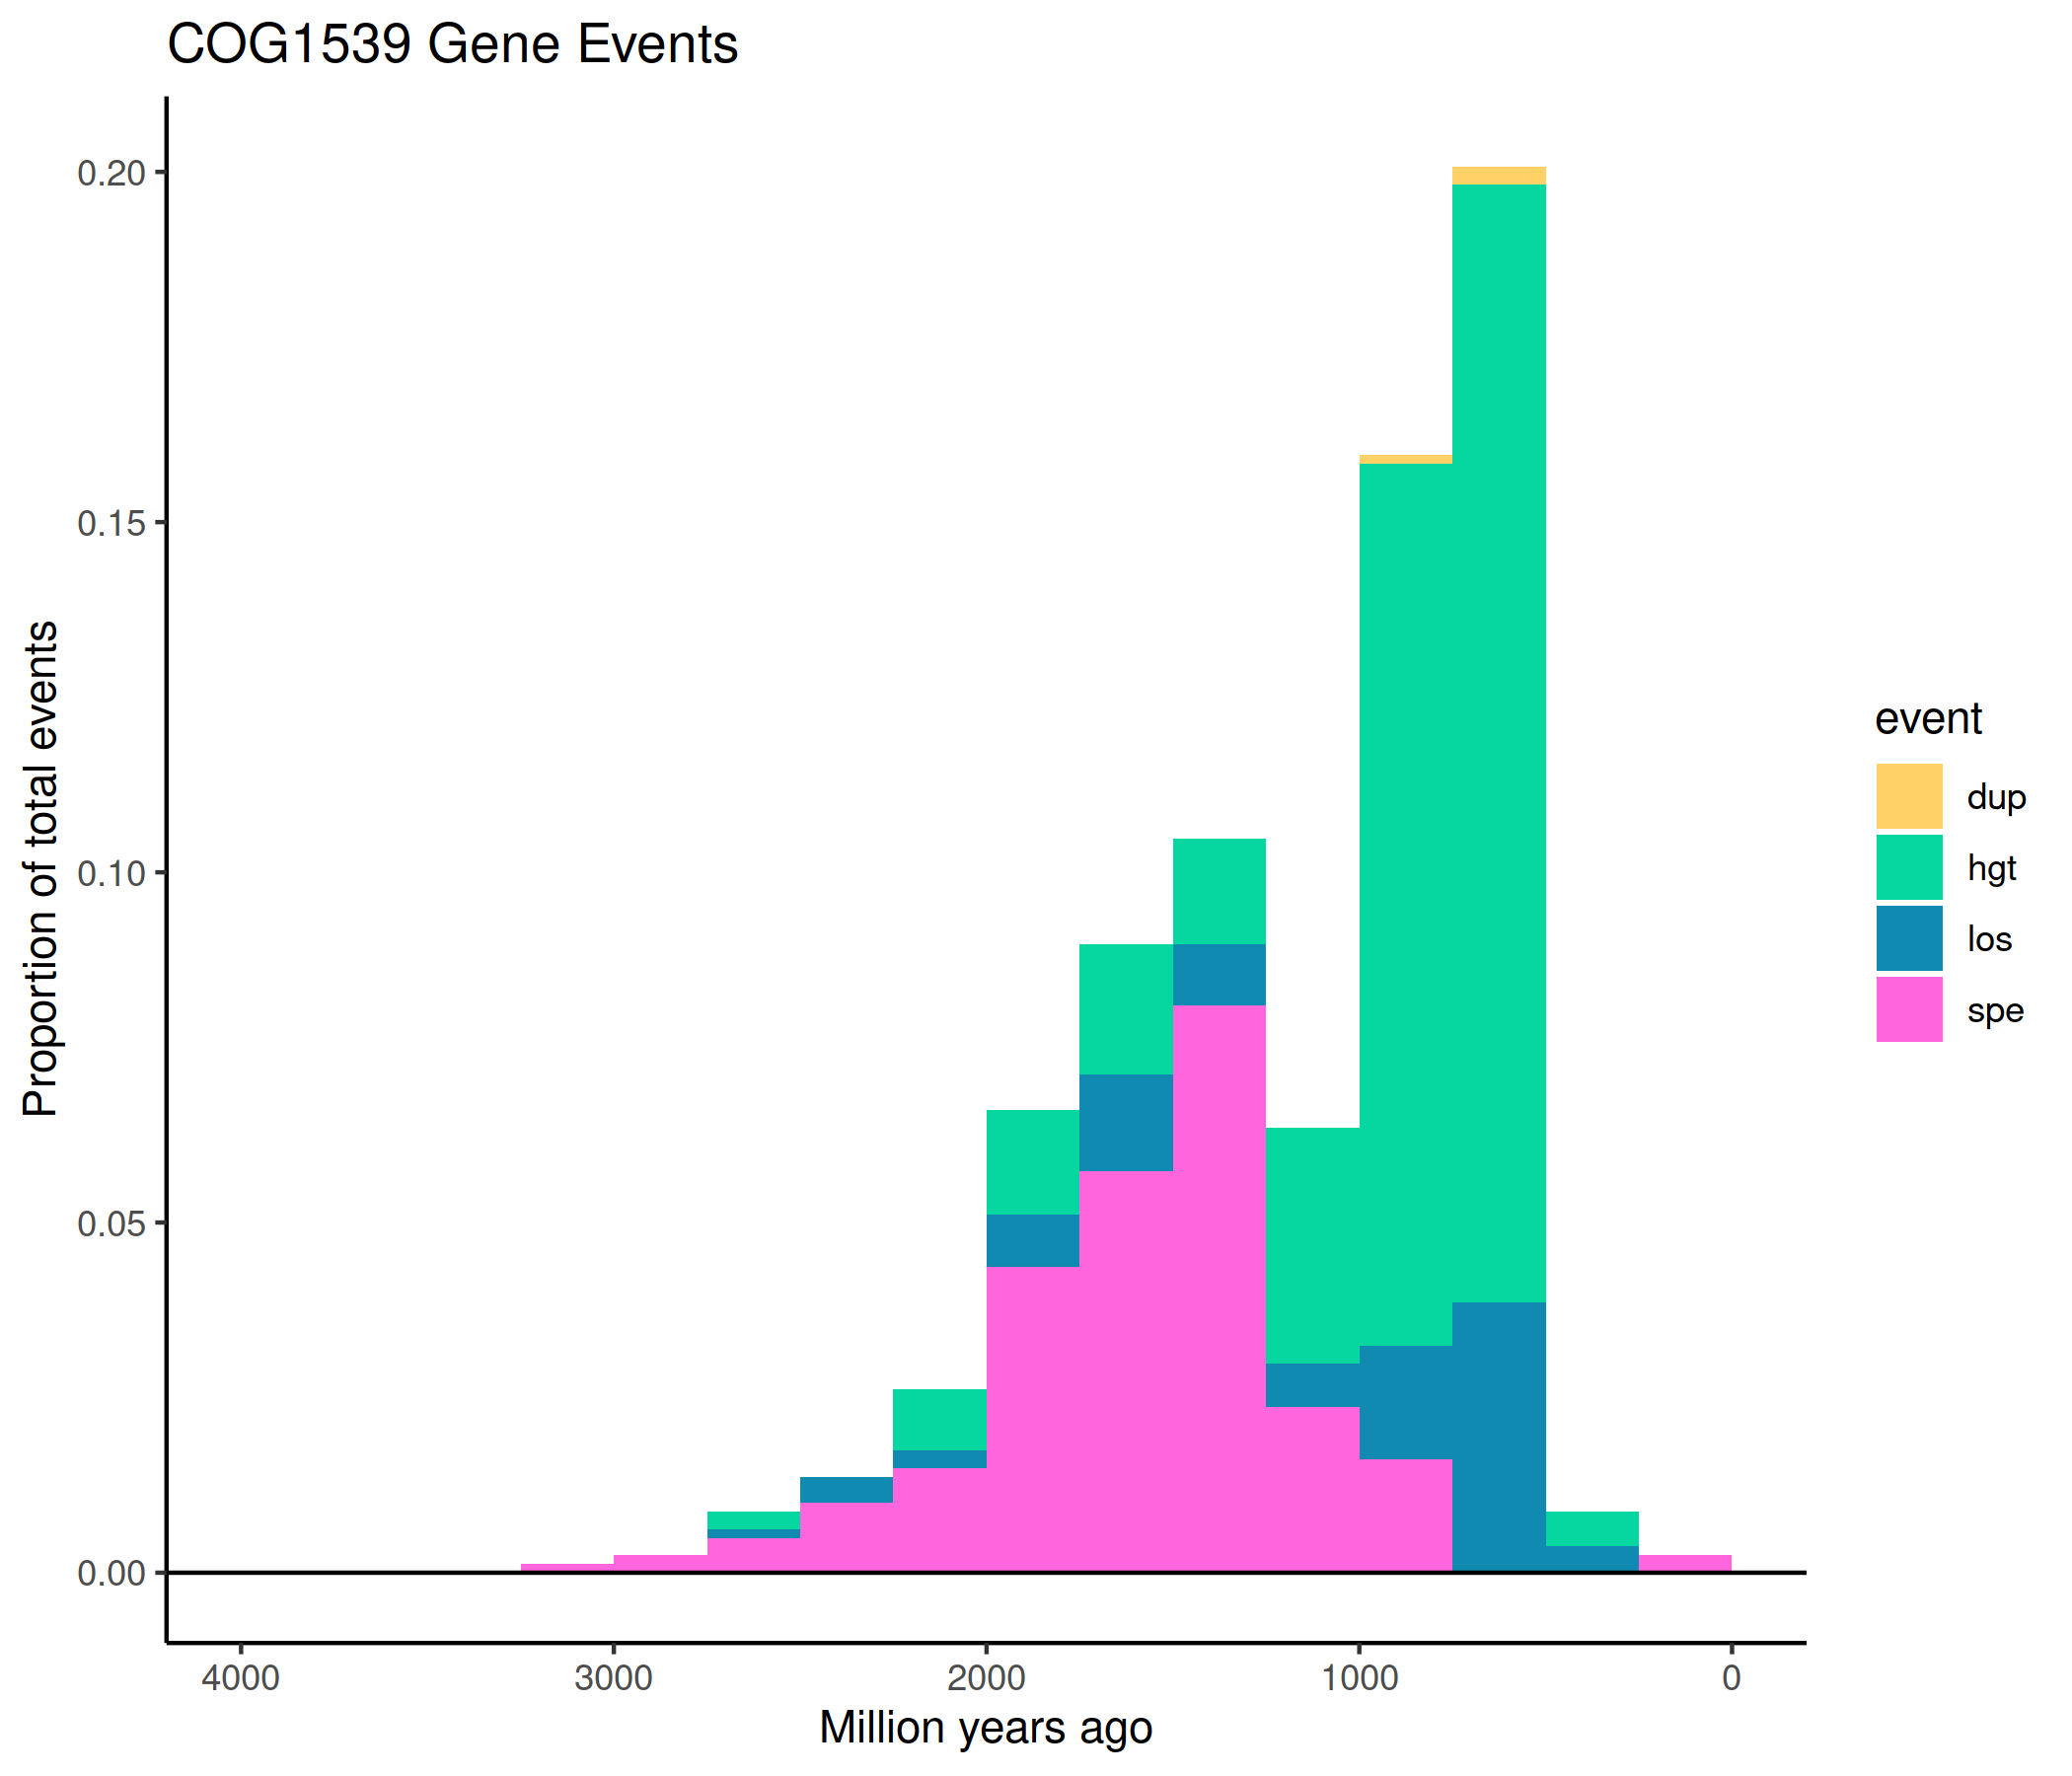 COG1539 Gene Events
Proportion of total events
0.20
0.15
0.10
0.05
0.00
4000 3000 2000 1000 0
Million years ago
event
dup
hgt
los
spe